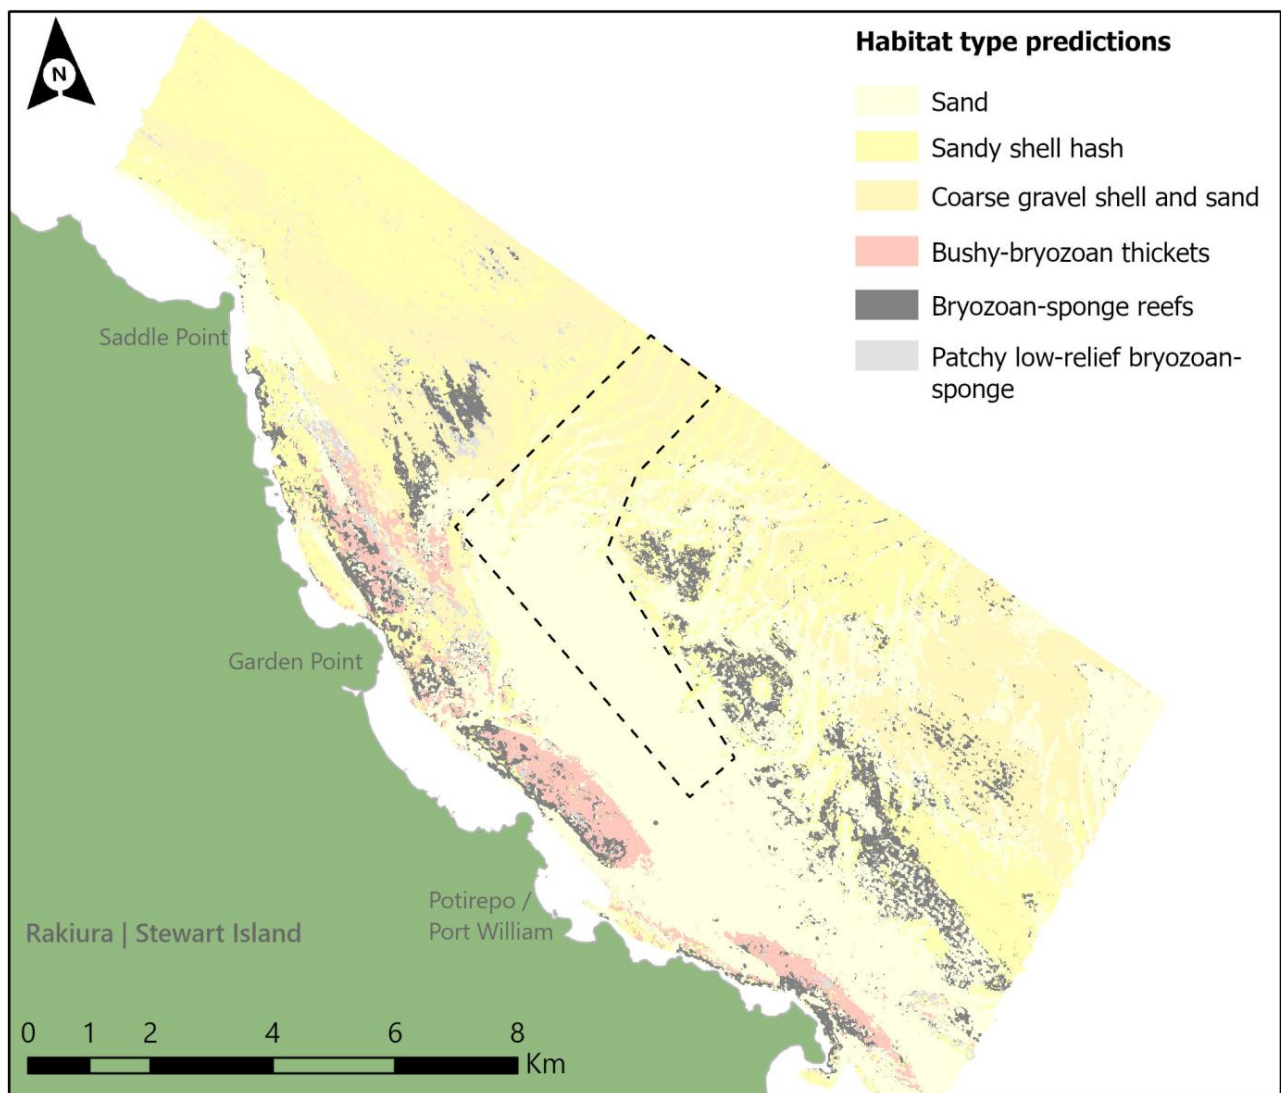 N
Habitat type predictions
Sand
Sandy shell hash
Coarse gravel shell and sand
Bushy-bryozoan thickets
Bryozoan-sponge reefs
Patchy low-relief bryozoan-
sponge
Saddle Point
Garden Point
Potirepo /
Port William
Rakiura | Stewart Island
0 1 2 4 6 8
Km